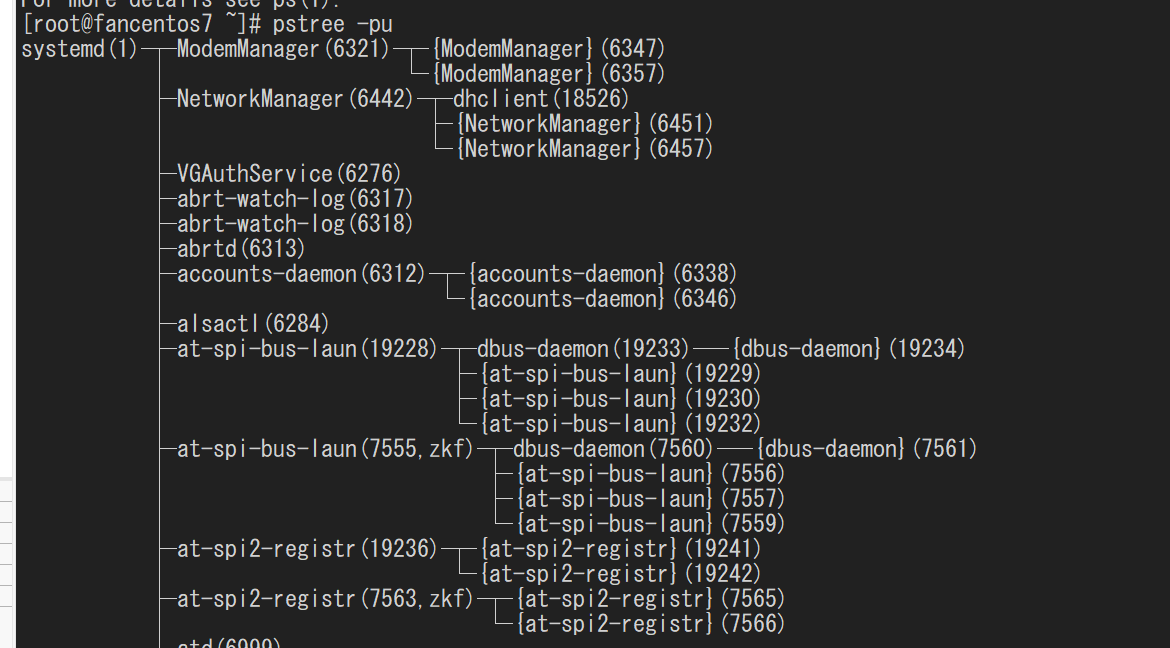 For more details see ps(1).
[root@fancentos7 ~]# pstree -pu
systemd(1)─┬─ModemManager(6321)─┬─{ModemManager}(6347)
           │                    └─{ModemManager}(6357)
           ├─NetworkManager(6442)─┬─dhclient(18526)
           │                      ├─{NetworkManager}(6451)
           │                      └─{NetworkManager}(6457)
           ├─VGAuthService(6276)
           ├─abrt-watch-log(6317)
           ├─abrt-watch-log(6318)
           ├─abrtd(6313)
           ├─accounts-daemon(6312)─┬─{accounts-daemon}(6338)
           │                       └─{accounts-daemon}(6346)
           ├─alsactl(6284)
           ├─at-spi-bus-laun(19228)─┬─dbus-daemon(19233)───{dbus-daemon}(19234)
           │                        ├─{at-spi-bus-laun}(19229)
           │                        ├─{at-spi-bus-laun}(19230)
           │                        └─{at-spi-bus-laun}(19232)
           ├─at-spi-bus-laun(7555,zkf)─┬─dbus-daemon(7560)───{dbus-daemon}(7561)
           │                           ├─{at-spi-bus-laun}(7556)
           │                           ├─{at-spi-bus-laun}(7557)
           │                           └─{at-spi-bus-laun}(7559)
           ├─at-spi2-registr(19236)─┬─{at-spi2-registr}(19241)
           │                        └─{at-spi2-registr}(19242)
           ├─at-spi2-registr(7563,zkf)─┬─{at-spi2-registr}(7565)
           │                           └─{at-spi2-registr}(7566)